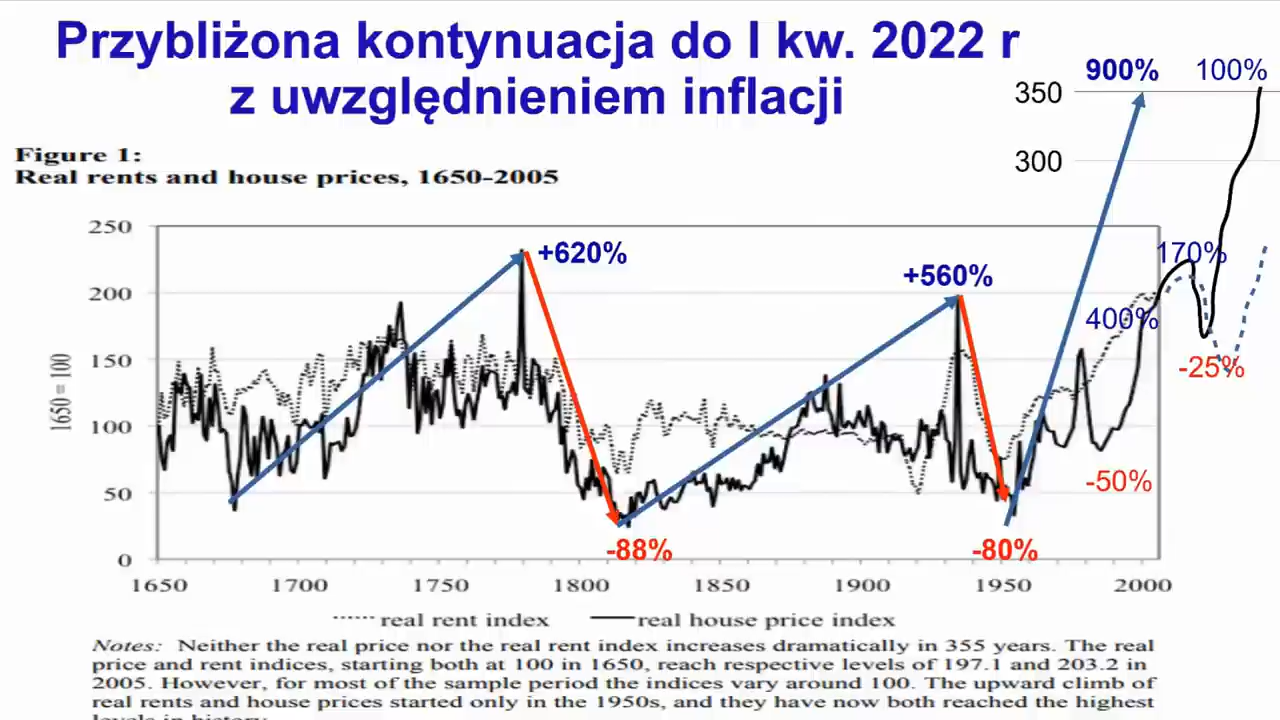 Przybliżona kontynuacja do I kw. 2022 r
z uwzględnieniem inflacji
900% 100%
350
300
Figure 1:
Real rents and house prices, 1650-2005
250
+620%
170%
+560%
200
400%
150
-25%
1650 = 100
100
-50%
50
-88%
-80%
0
1650 1700 1750 1800 1850 1900 1950 2000
real rent index real house price index
Notes: Neither the real price nor the real rent index increases dramatically in 355 years. The real
price and rent indices, starting both at 100 in 1650, reach respective levels of 197.1 and 203.2 in
2005. However, for most of the sample period the indices vary around 100. The upward climb of
real rents and house prices started only in the 1950s, and they have now both reached the highest
levels in history.